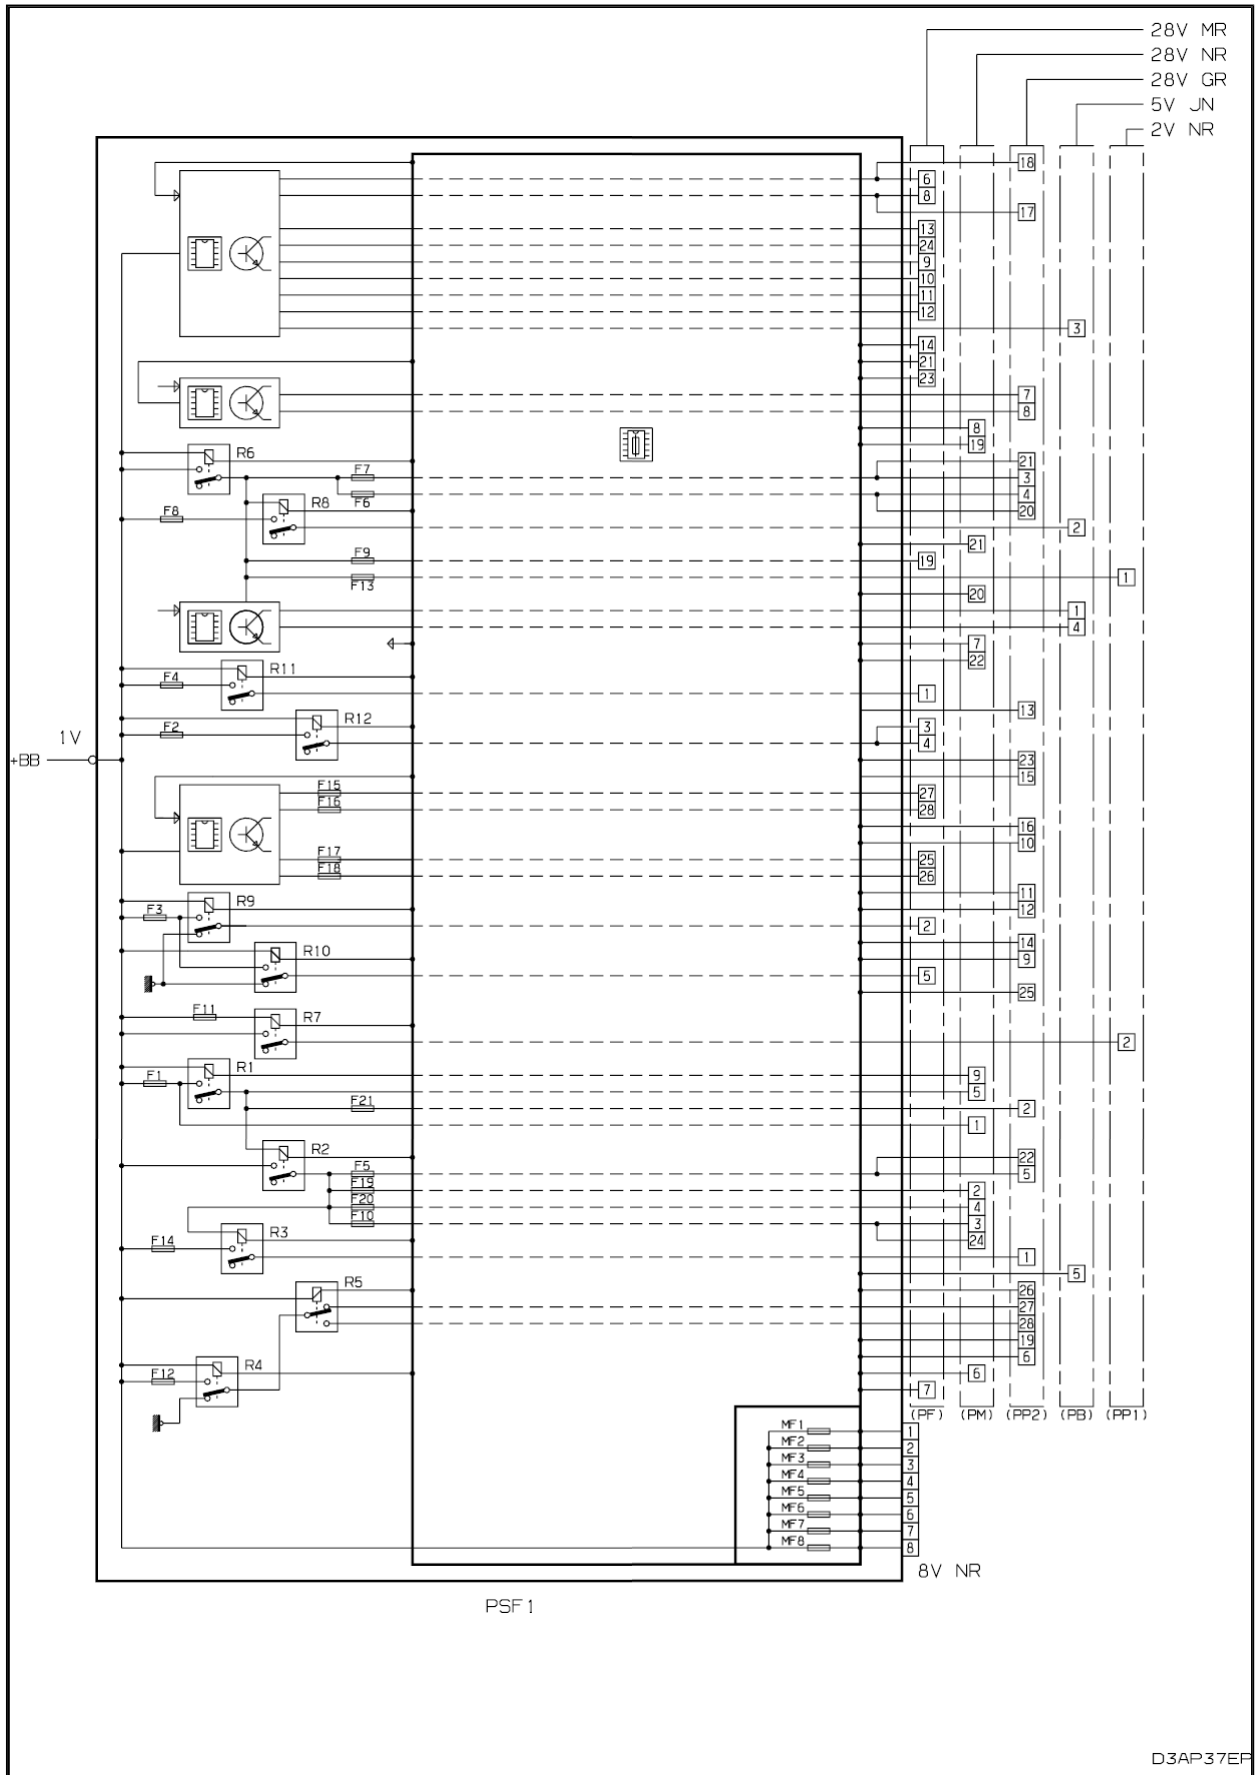 28V MR
28V NR
28V GR
5V JN
2V NR
18
6
8
17
13
24
9
10
11
12
3
14
21
23
7
8
8
19
R6
F7
21
3
F6
4
R8
F8
20
2
21
F9
19
F13
1
20
1
4
7
22
R11
F4
1
13
R12
F2
3
4
1V
+BB
23
15
F15
27
F16
28
16
10
F17
25
F18
26
11
R9
F3
12
2
14
R10
9
5
25
F11
R7
2
R1
F1
9
5
F21
2
1
R2
22
F5
5
F19
2
F20
4
F10
3
R3
F14
24
1
5
R5
26
27
28
19
6
R4
F12
6
7
(PF) (PM) (PP2) (PB) (PP1)
MF1 1
MF2 2
MF3 3
MF4 4
MF5 5
MF6 6
MF7 7
MF8 8
8V NR
PSF1
D3AP37EP